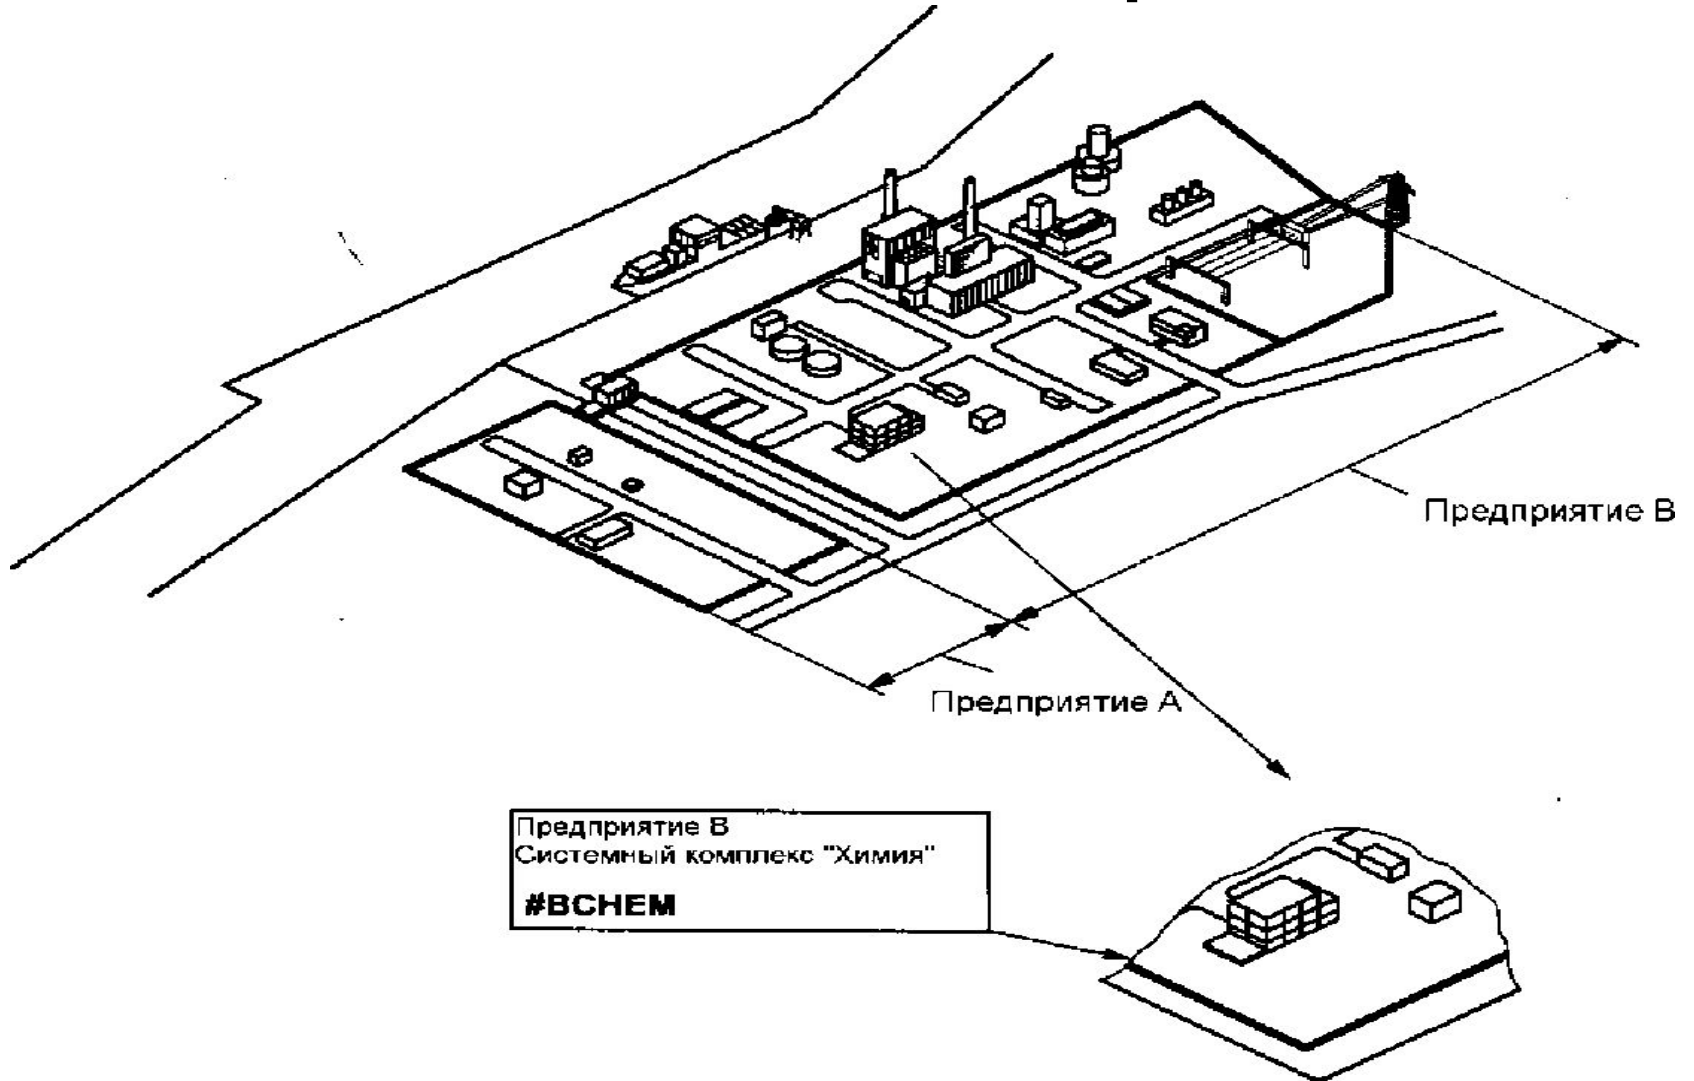 Предприятие В
Предприятие А
Предприятие В
Системный комплекс "Химия"
#BCHEM